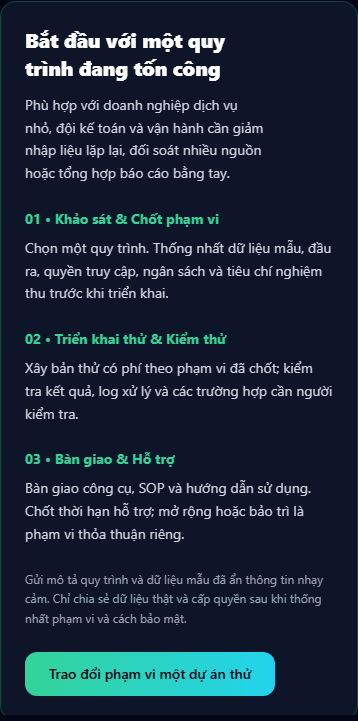 Bắt đầu với một quy
trình đang tốn công
Phù hợp với doanh nghiệp dịch vụ
nhỏ, đội kế toán và vận hành cần giảm
nhập liệu lặp lại, đối soát nhiều nguồn
hoặc tổng hợp báo cáo bằng tay.
01 • Khảo sát & Chốt phạm vi
Chọn một quy trình. Thống nhất dữ liệu mẫu, đầu
ra, quyền truy cập, ngân sách và tiêu chí nghiệm
thu trước khi triển khai.
02 • Triển khai thử & Kiểm thử
Xây bản thử có phí theo phạm vi đã chốt; kiểm
tra kết quả, log xử lý và các trường hợp cần người
kiểm tra.
03 • Bàn giao & Hỗ trợ
Bàn giao công cụ, SOP và hướng dẫn sử dụng.
Chốt thời hạn hỗ trợ; mở rộng hoặc bảo trì là
phạm vi thỏa thuận riêng.
Gửi mô tả quy trình và dữ liệu mẫu đã ẩn thông tin nhạy
cảm. Chỉ chia sẻ dữ liệu thật và cấp quyền sau khi thống
nhất phạm vi và cách bảo mật.
Trao đổi phạm vi một dự án thử